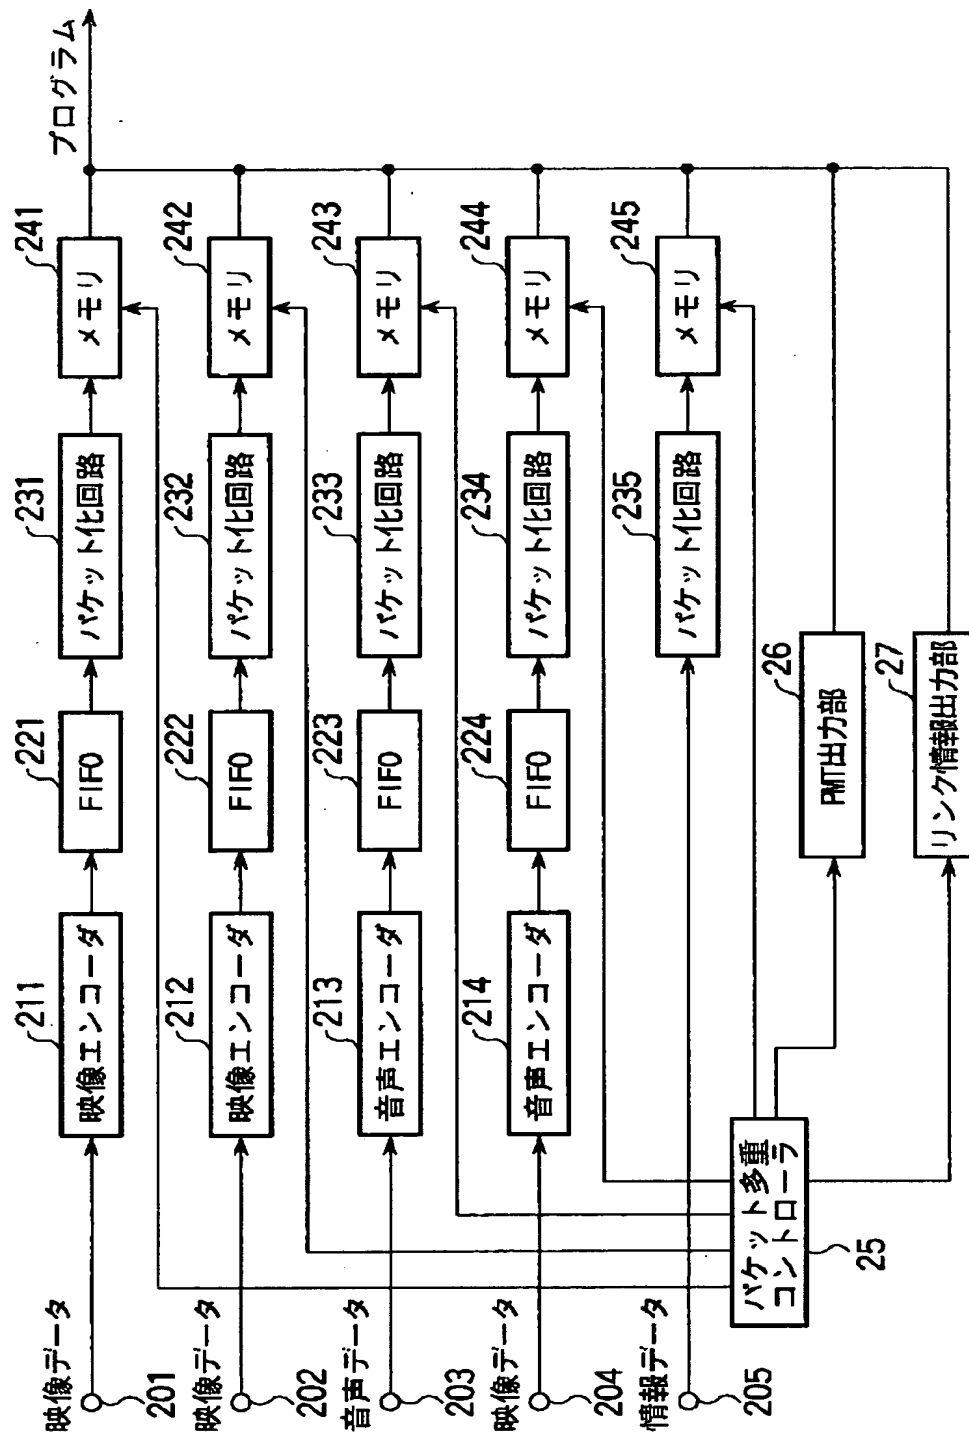 映像データ
201
211
映像エンコーダ
221
FIFO
231
パケット化回路
241
メモリ
プログラム
映像データ
202
212
映像エンコーダ
222
FIFO
232
パケット化回路
242
メモリ
音声データ
203
213
音声エンコーダ
223
FIFO
233
パケット化回路
243
メモリ
映像データ
204
214
音声エンコーダ
224
FIFO
234
パケット化回路
244
メモリ
情報データ
205
235
パケット化回路
245
メモリ
パケット多重
コントローラ
25
26
PMT出力部
27
リンク情報出力部